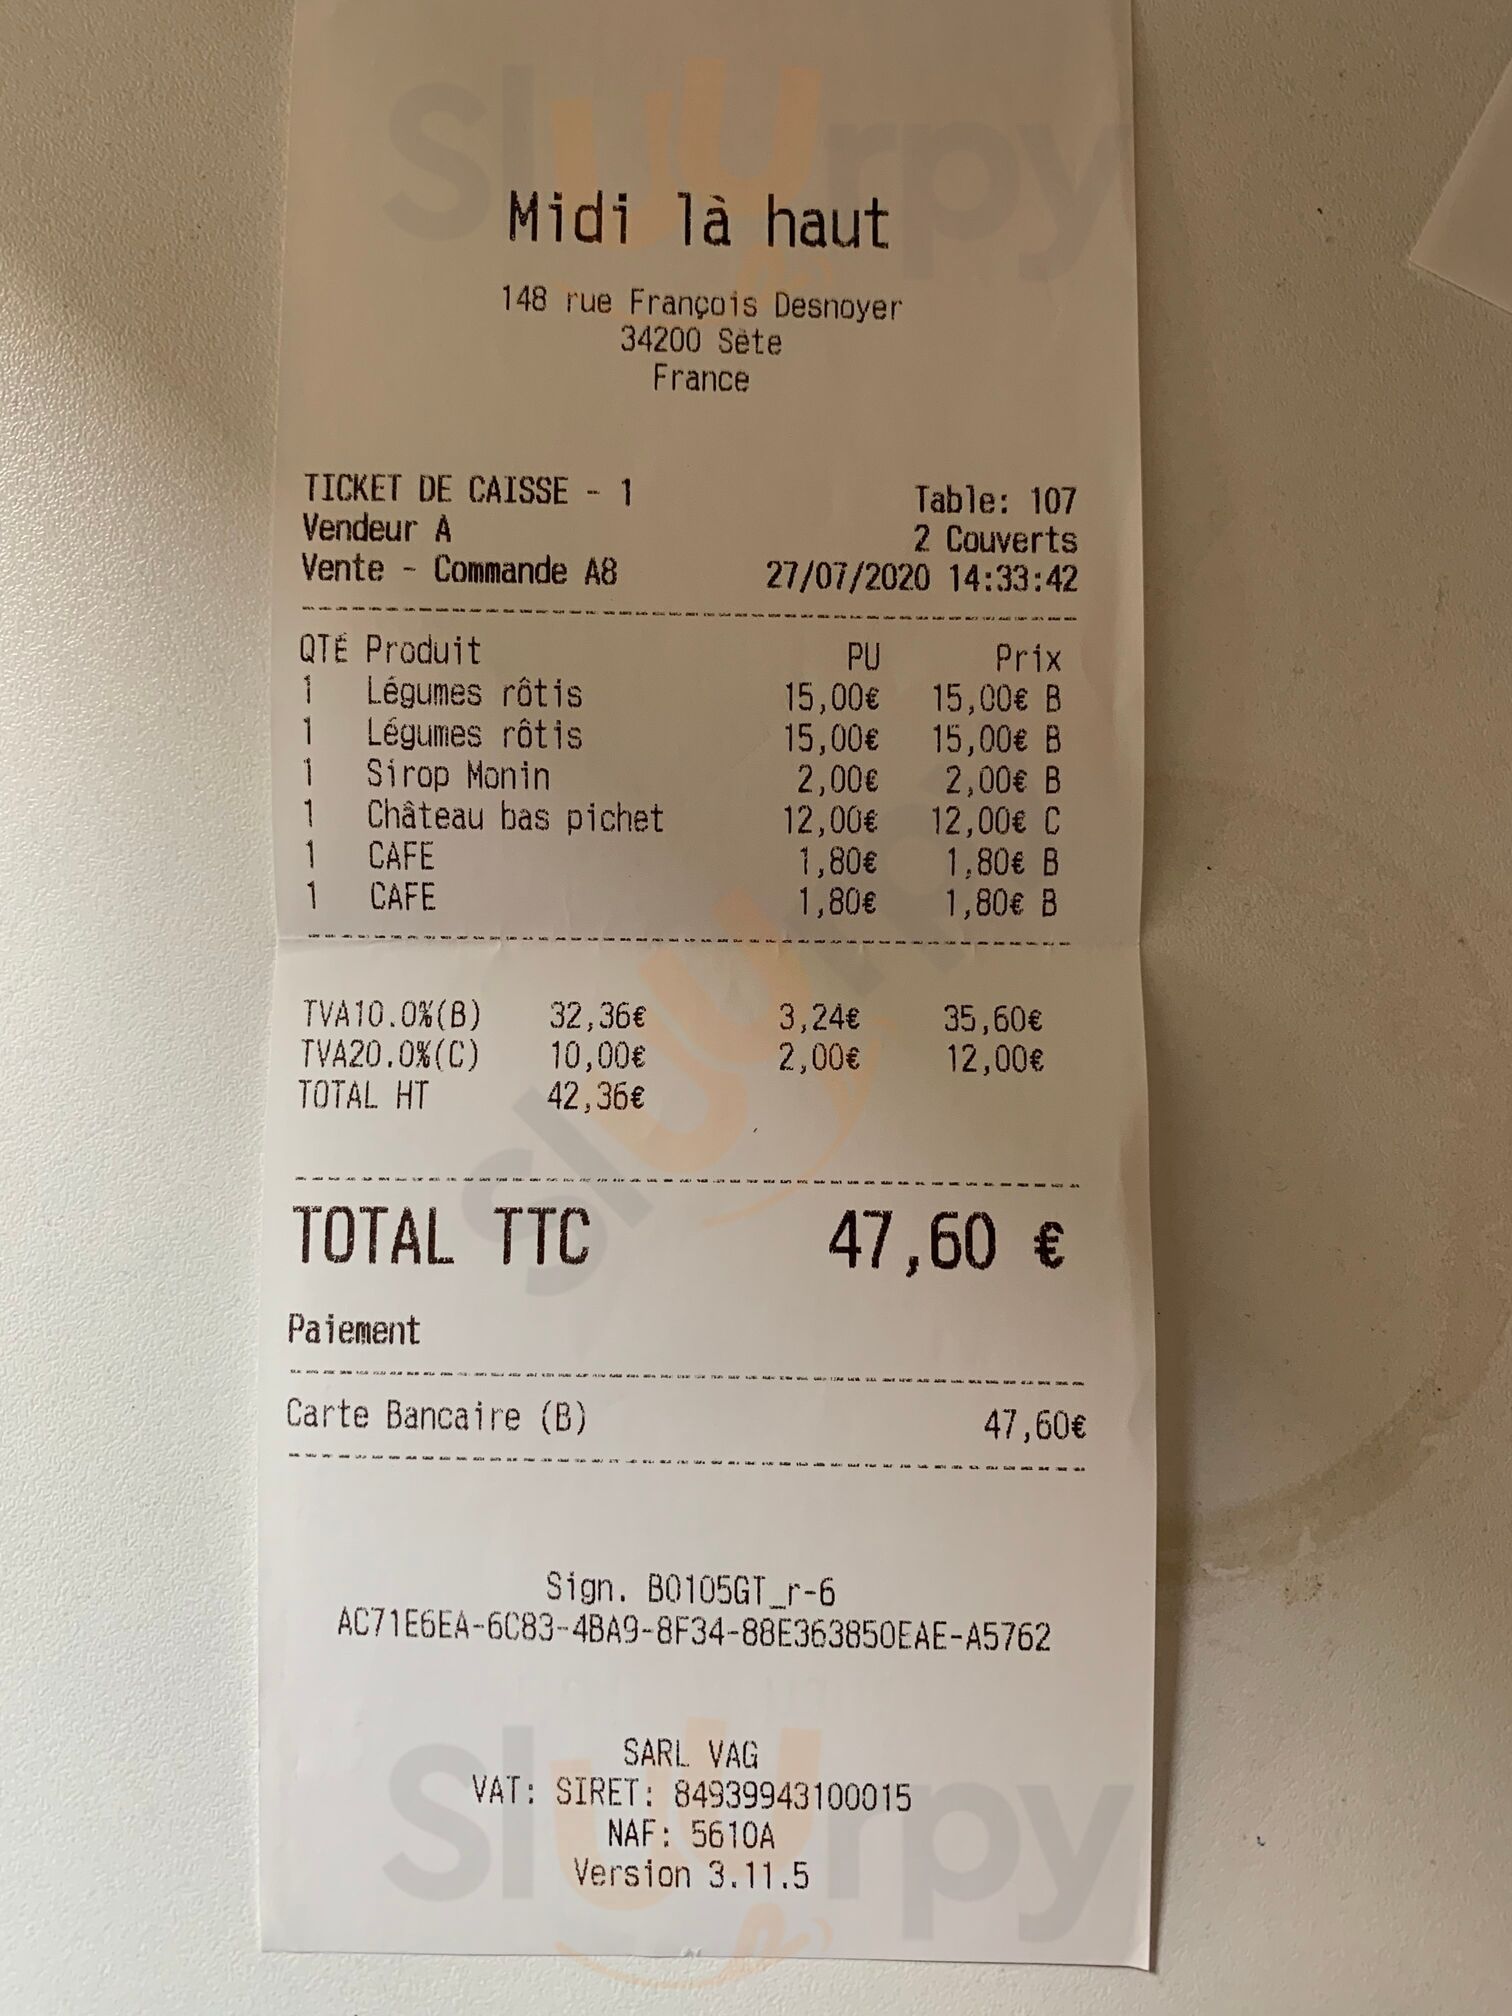 Sluurpy
Midi là haut
148 rue François Desnoyer
34200 Sète
France
TICKET DE CAISSE - 1
Table: 107
Vendeur A
2 Couverts
Vente - Commande A8
27/07/2020 14:33:42
QTÉ Produit PU Prix
1 Légumes rôtis 15,00€ 15,00€ B
1 Légumes rôtis 15,00€ 15,00€ B
1 Sirop Monin 2,00€ 2,00€ B
1 Château bas pichet 12,00€ 12,00€ C
1 CAFE 1,80€ 1,80€ B
1 CAFE 1,80€ 1,80€ B
TVA10.0%(B) 32,36€ 3,24€ 35,60€
TVA20.0%(C) 10,00€ 2,00€ 12,00€
TOTAL HT 42,36€
Sluurpy
TOTAL TTC 47,60 €
Paiement
Carte Bancaire (B) 47,60€
Sign. B0105GT_r-6
AC71E6EA-6C83-4BA9-8F34-88E363850EAE-A5762
SARL VAG
VAT: SIRET: 84939943100015
NAF: 5610A
Version 3.11.5
Sluurpy